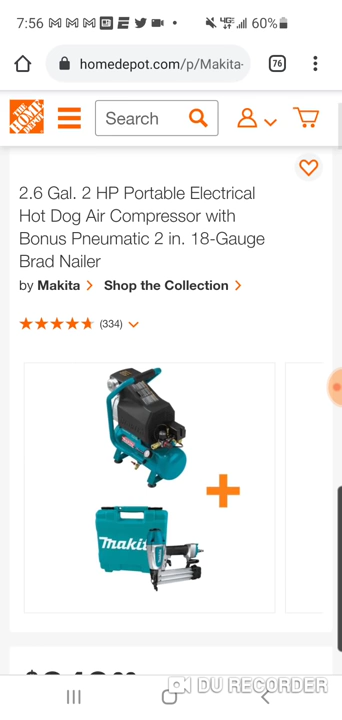 7:56
60%
homedepot.com/p/Makita-
76
THE HOME DEPOT
Search
2.6 Gal. 2 HP Portable Electrical
Hot Dog Air Compressor with
Bonus Pneumatic 2 in. 18-Gauge
Brad Nailer
by Makita > Shop the Collection >
(334)
Makita
DU RECORDER